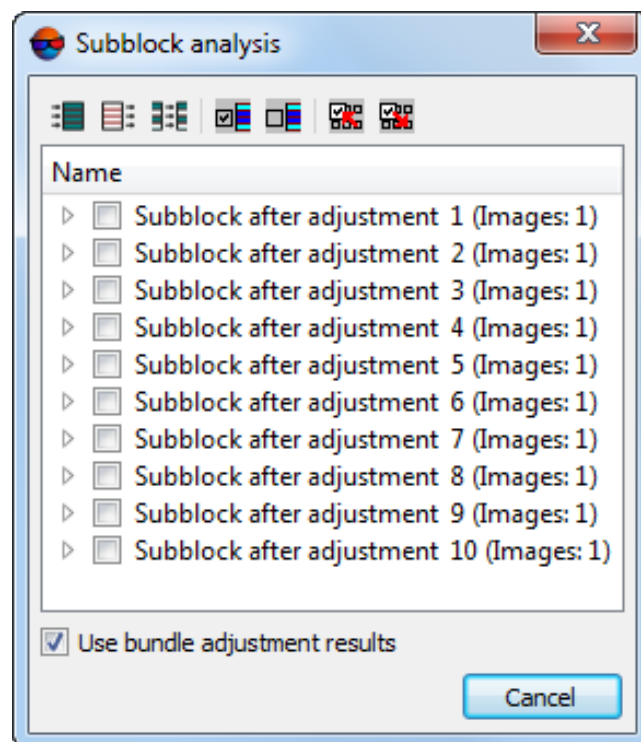 Subblock analysis
Name
Subblock after adjustment 1 (Images: 1)
Subblock after adjustment 2 (Images: 1)
Subblock after adjustment 3 (Images: 1)
Subblock after adjustment 4 (Images: 1)
Subblock after adjustment 5 (Images: 1)
Subblock after adjustment 6 (Images: 1)
Subblock after adjustment 7 (Images: 1)
Subblock after adjustment 8 (Images: 1)
Subblock after adjustment 9 (Images: 1)
Subblock after adjustment 10 (Images: 1)
Use bundle adjustment results
Cancel